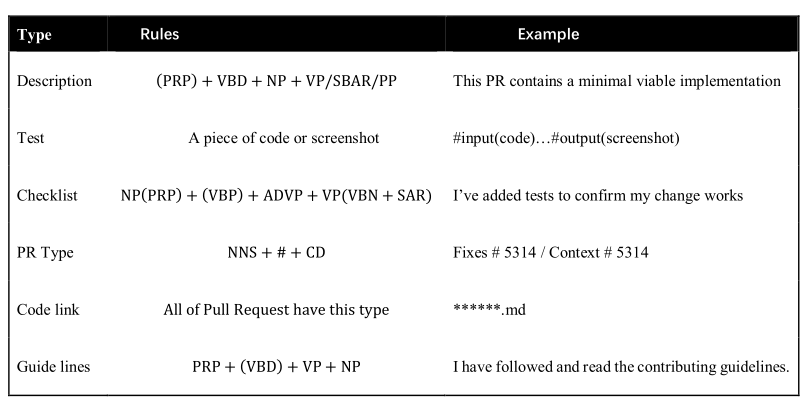 Type Rules Example
Description (PRP) + VBD + NP + VP/SBAR/PP This PR contains a minimal viable implementation
Test A piece of code or screenshot #input(code)…#output(screenshot)
Checklist NP(PRP) + (VBP) + ADVP + VP(VBN + SAR) I’ve added tests to confirm my change works
PR Type NNS + # + CD Fixes # 5314 / Context # 5314
Code link All of Pull Request have this type ******.md
Guide lines PRP + (VBD) + VP + NP I have followed and read the contributing guidelines.